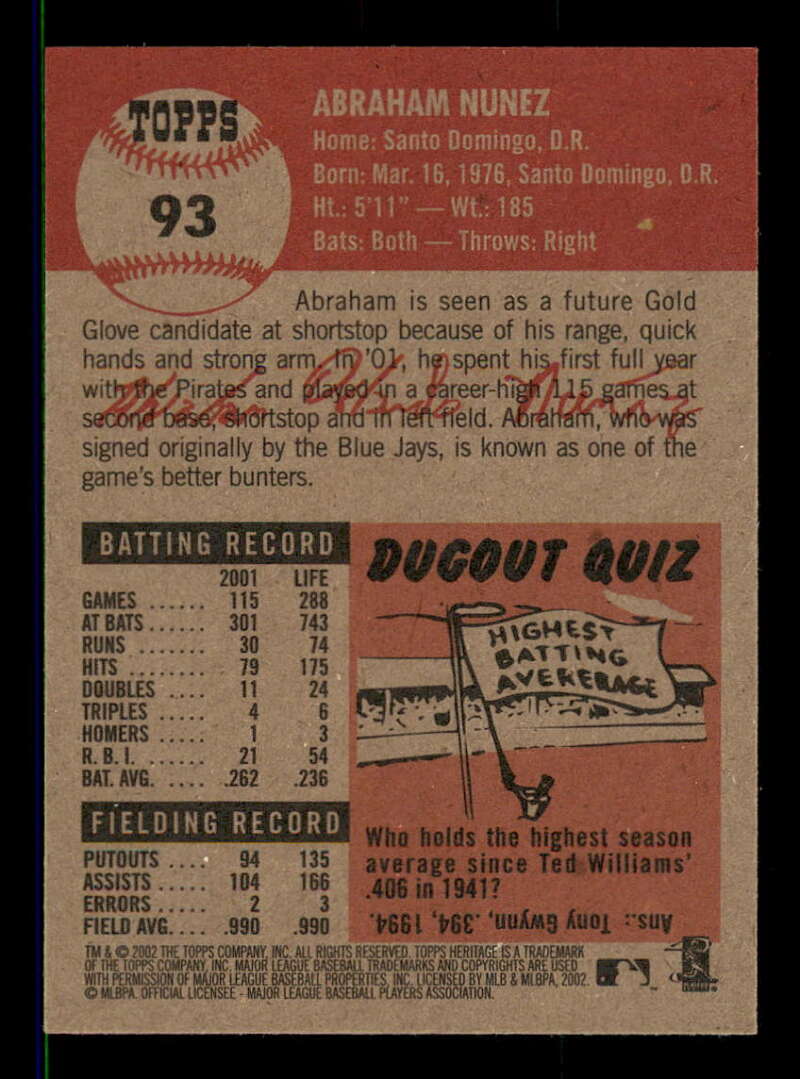 TOPPS
93
ABRAHAM NUNEZ
Home: Santo Domingo, D.R.
Born: Mar. 16, 1976, Santo Domingo, D.R.
Ht.: 5'11" — Wt.: 185
Bats: Both — Throws: Right
Abraham is seen as a future Gold
Glove candidate at shortstop because of his range, quick
hands and strong arm. In '01, he spent his first full year
with the Pirates and played in a career-high 115 games at
second base, shortstop and in left field. Abraham, who was
signed originally by the Blue Jays, is known as one of the
game's better bunters.
BATTING RECORD
2001 LIFE
GAMES ...... 115 288
AT BATS ...... 301 743
RUNS ....... 30 74
HITS ........ 79 175
DOUBLES .... 11 24
TRIPLES ..... 4 6
HOMERS ..... 1 3
R.B.I. ...... 21 54
BAT. AVG. .... .262 .236
FIELDING RECORD
PUTOUTS .... 94 135
ASSISTS ..... 104 166
ERRORS ..... 2 3
FIELD AVG. ... .990 .990
DUGOUT QUIZ
HIGHEST
BATTING
AVERERAGE
Who holds the highest season
average since Ted Williams'
.406 in 1941?
Ans.: Tony Gwynn, .394, 1994.
TM & © 2002 THE TOPPS COMPANY, INC. ALL RIGHTS RESERVED. TOPPS HERITAGE IS A TRADEMARK
OF THE TOPPS COMPANY, INC. MAJOR LEAGUE BASEBALL TRADEMARKS AND COPYRIGHTS ARE USED
WITH PERMISSION OF MAJOR LEAGUE BASEBALL PROPERTIES, INC. LICENSED BY MLB & MLBPA, 2002.
© MLBPA. OFFICIAL LICENSEE - MAJOR LEAGUE BASEBALL PLAYERS ASSOCIATION.